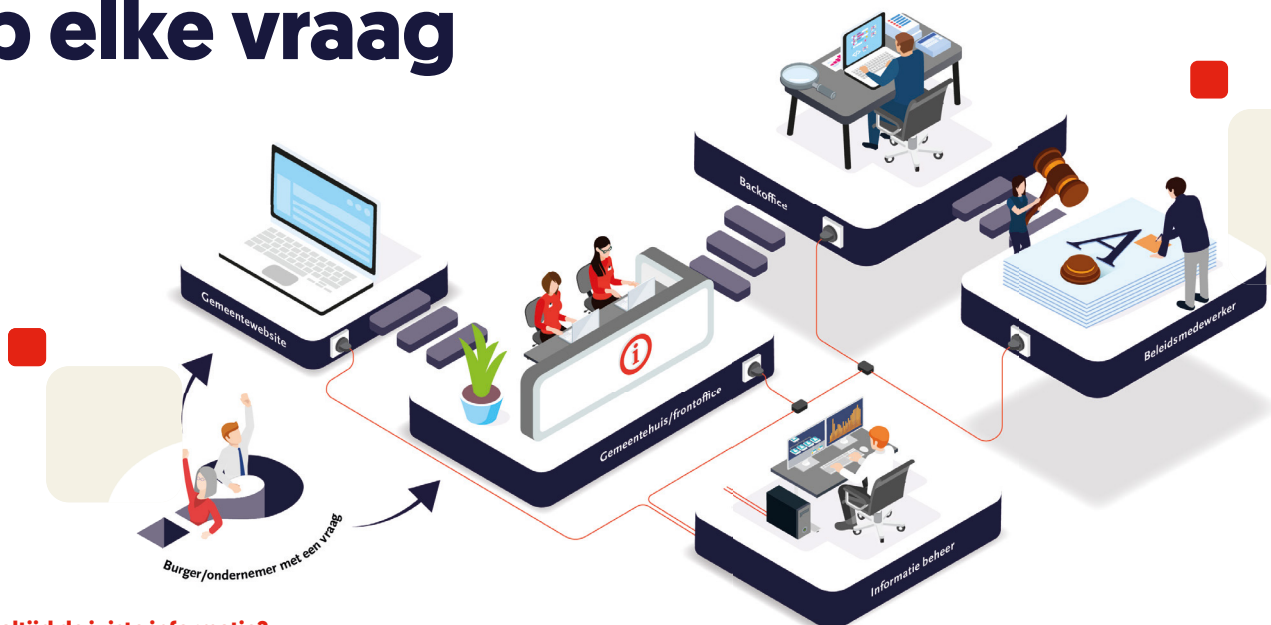 elke vraag
Backoffice
Gemeentewebsite
Beleidsmedewerker
Gemeentehuis/frontoffice
Burger/ondernemer met een vraag
Informatie beheer